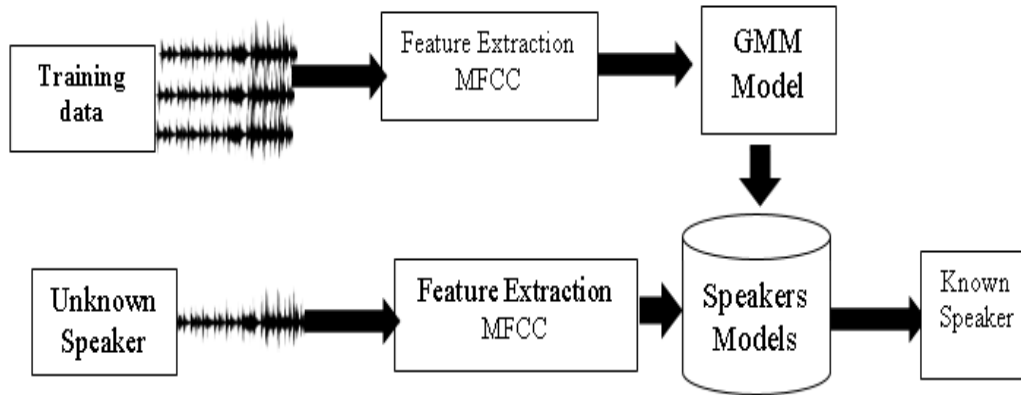 Training
data
Feature Extraction
MFCC
GMM
Model
Unknown
Speaker
Feature Extraction
MFCC
Speakers
Models
Known
Speaker